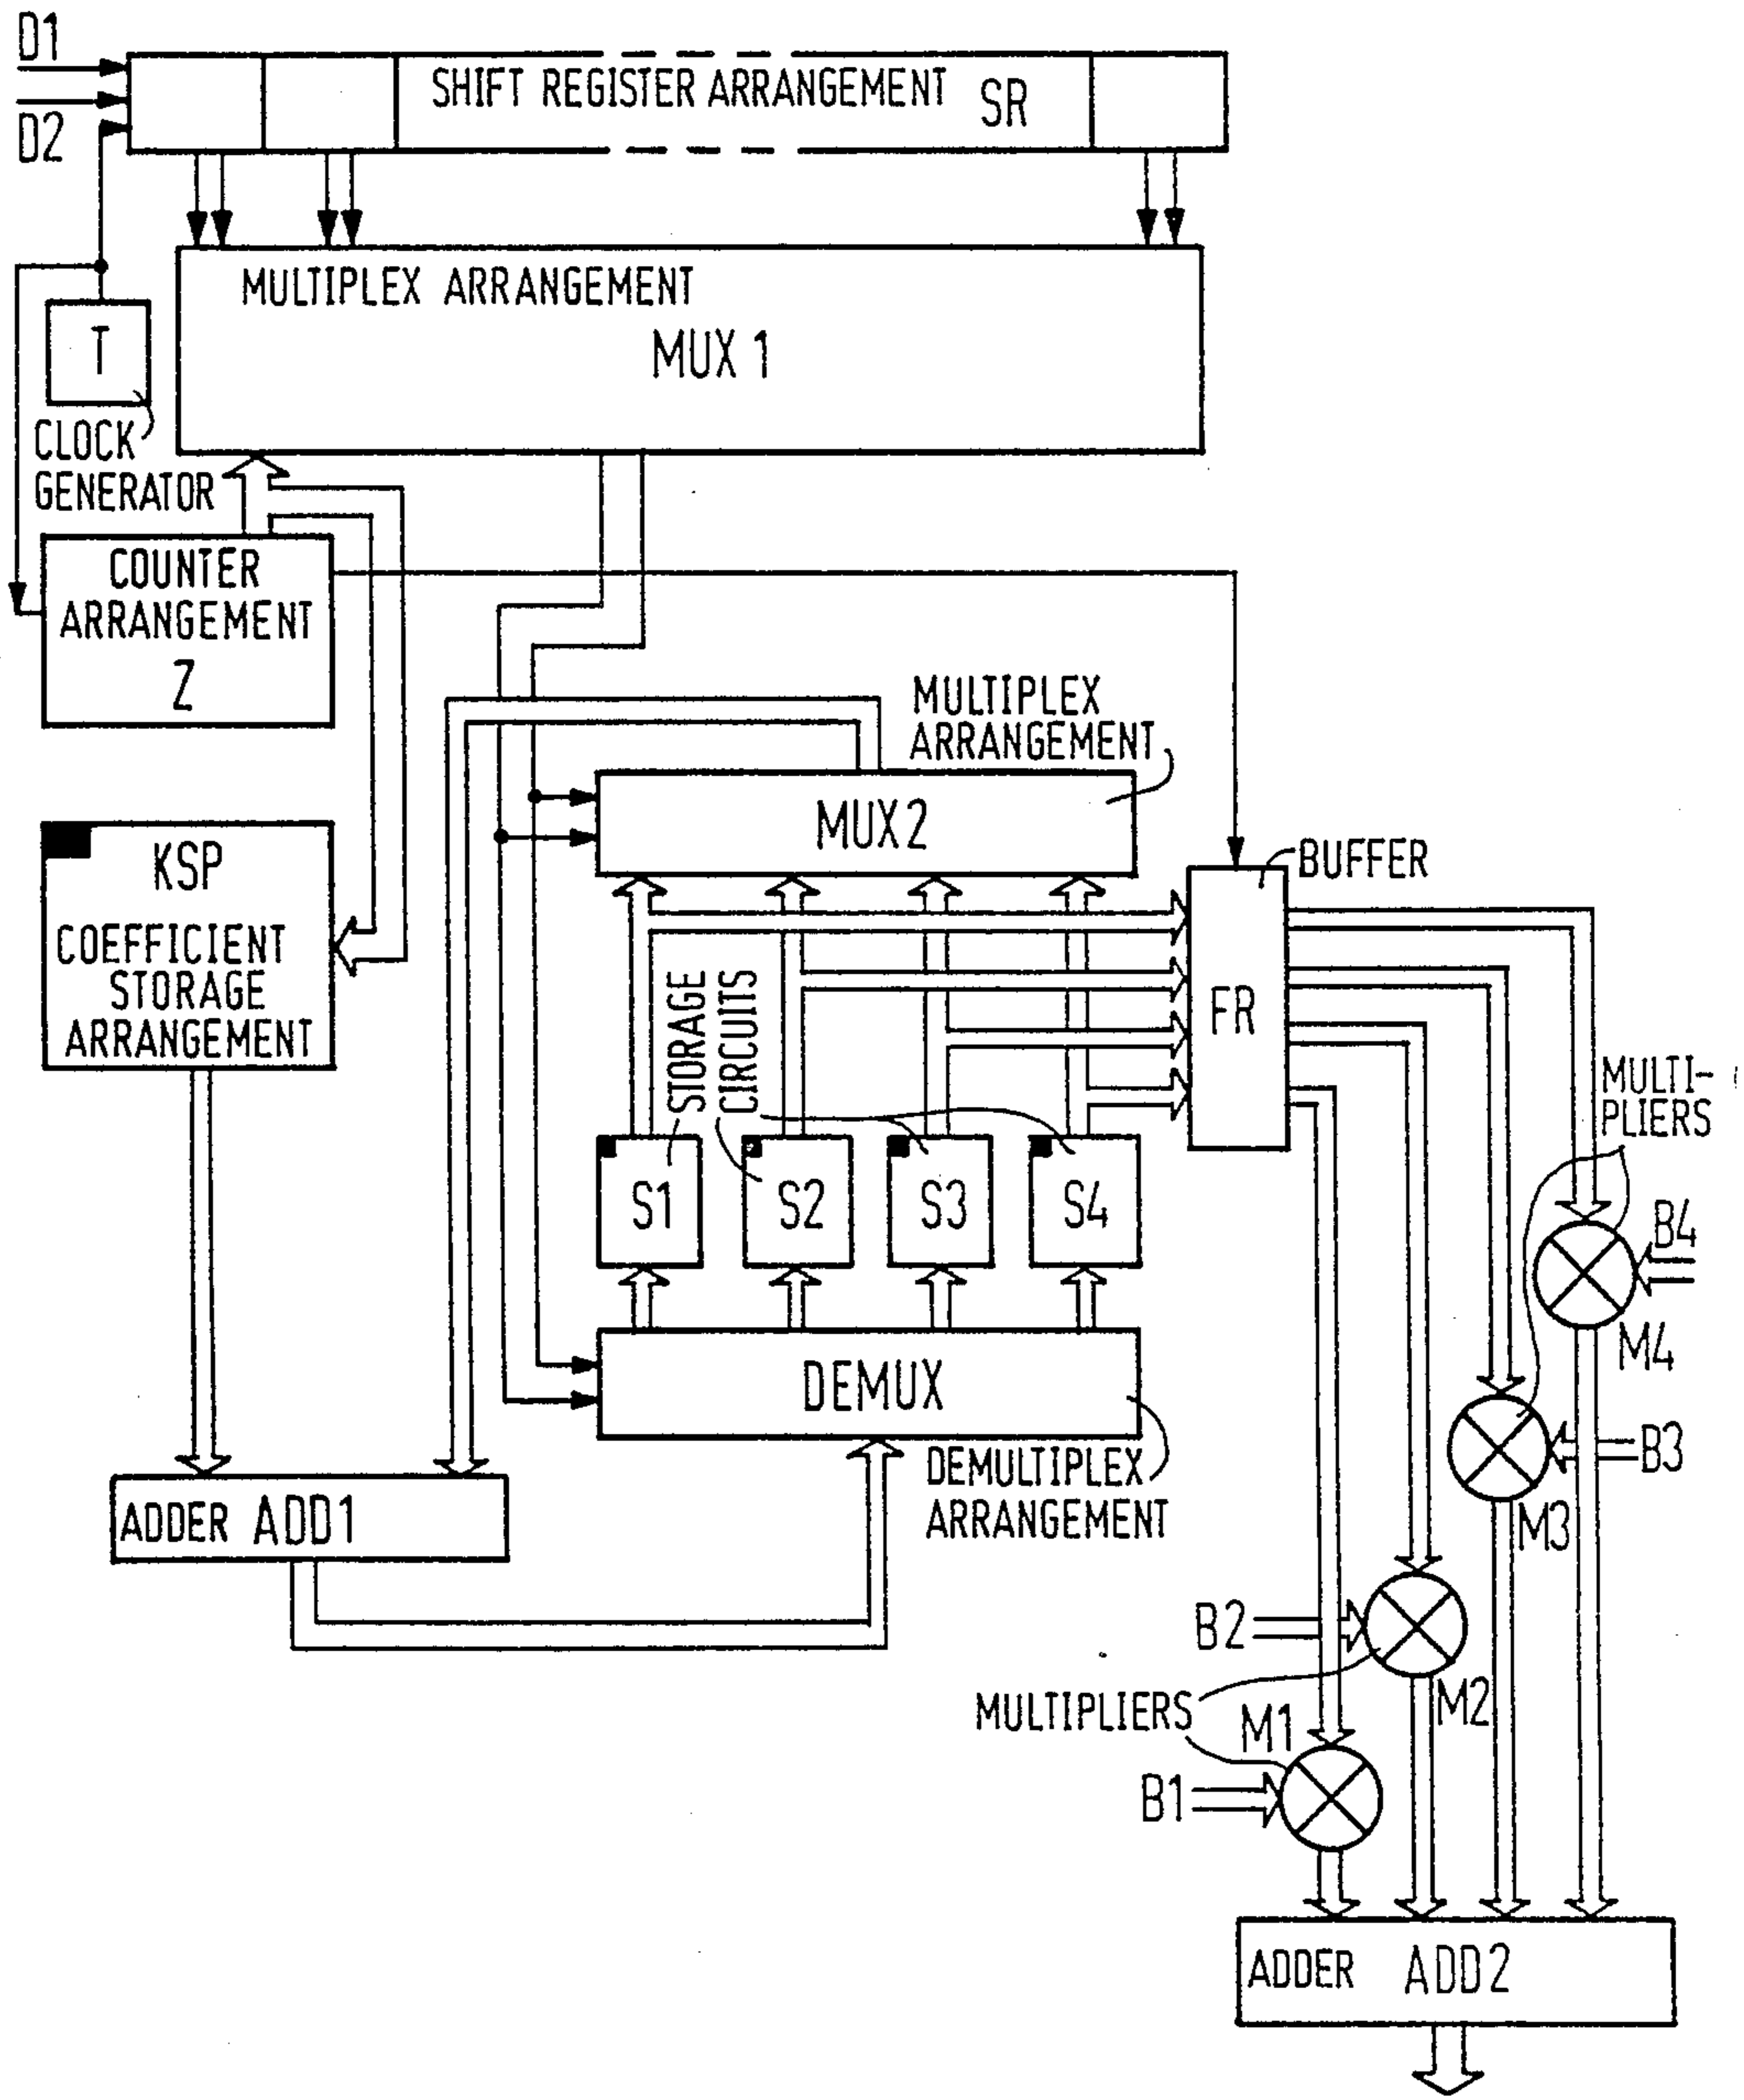 D1
D2
SHIFT REGISTER ARRANGEMENT SR
MULTIPLEX ARRANGEMENT
MUX 1
T
CLOCK
GENERATOR
COUNTER
ARRANGEMENT
Z
MULTIPLEX
ARRANGEMENT
MUX2
KSP
COEFFICIENT
STORAGE
ARRANGEMENT
BUFFER
FR
STORAGE
CIRCUITS
MULTI-
PLIERS
S1
S2
S3
S4
B4
M4
DEMUX
B3
DEMULTIPLEX
ARRANGEMENT
M3
ADDER ADD1
B2
M2
MULTIPLIERS
M1
B1
ADDER ADD2